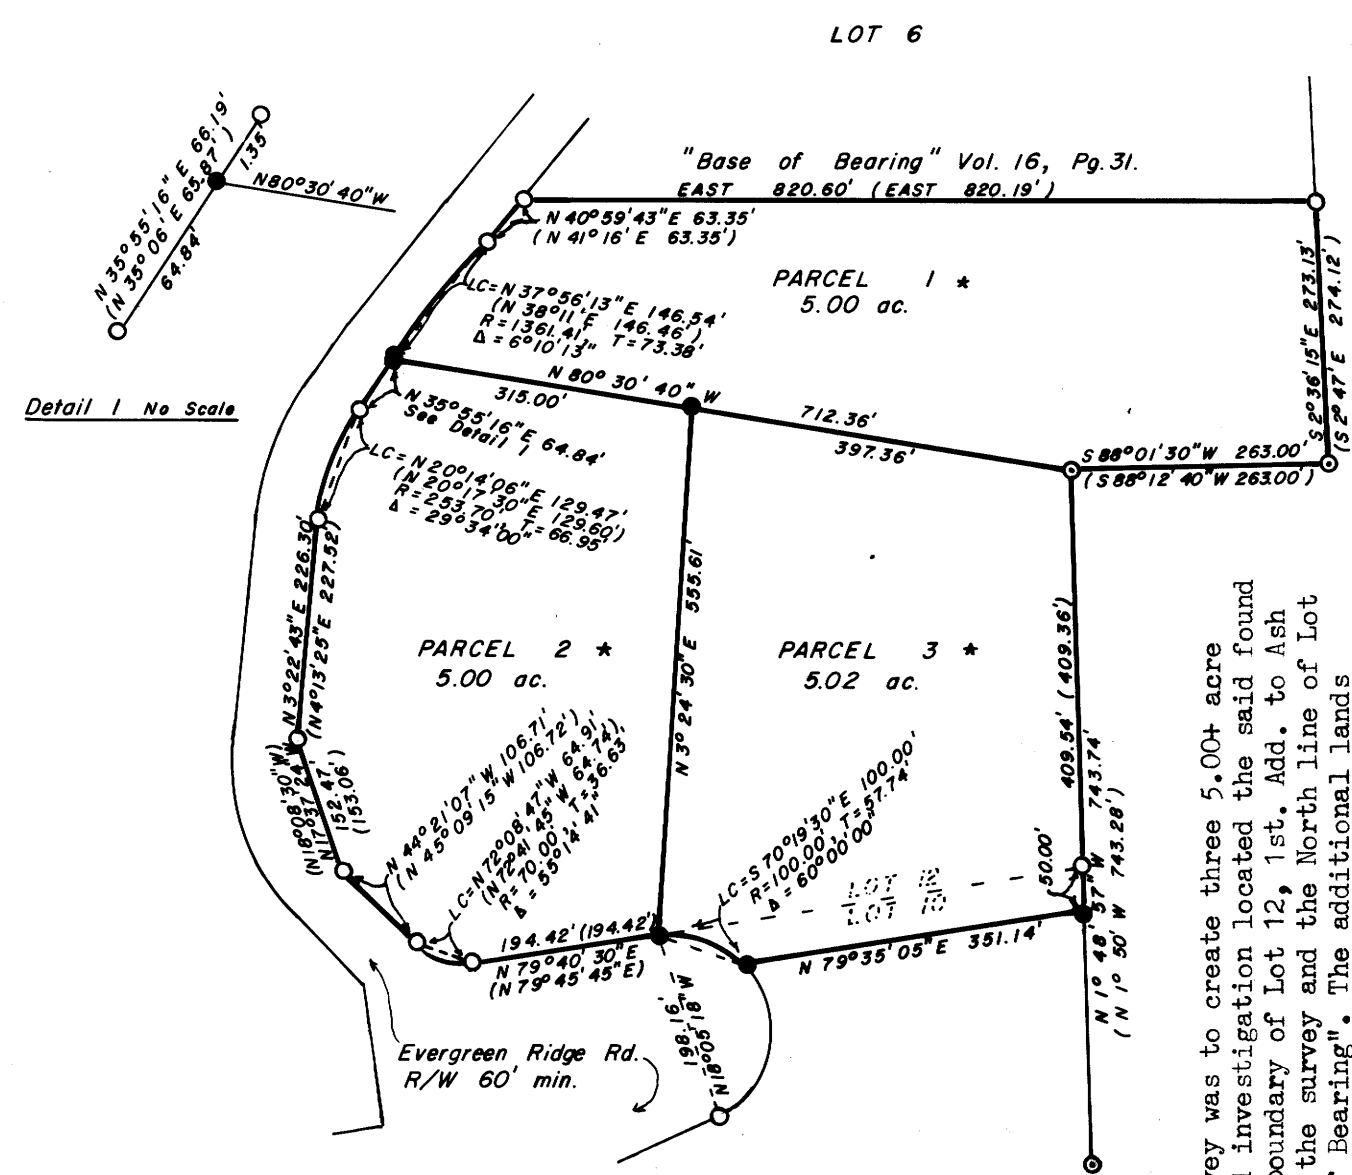 LOT 6
"Base of Bearing" Vol. 16, Pg. 31.
EAST 820.60' (EAST 820.19')
N 35°55'16" E 66.19'
(N 35°06' E 65.87')
1.35'
64.84'
N80°30'40"W
Detail 1 No Scale
N 40°59'43"E 63.35'
(N 41°16'E 63.35')
PARCEL 1 *
5.00 ac.
LC=N 37°56'13"E 146.54'
(N 38°11'E 146.46')
R=1361.41', T=73.38'
Δ=6°10'13"
S 2°36'15"E 273.13'
(S 2°47'E 274.12')
N 80° 30' 40" W
315.00'
712.36'
397.36'
N 35°55'16"E 64.84'
See Detail 1
S 88°01'30"W 263.00'
(S 88°12'40"W 263.00')
LC=N 20°14'06"E 129.47'
(N 20°17'30"E 129.60')
R=253.70', T=66.95'
Δ=29°34'00"
N 3°22'43"E 226.30'
(N 4°13'25"E 227.52')
N 3° 24' 30" E 555.61'
409.54' (409.36')
PARCEL 2 *
5.00 ac.
PARCEL 3 *
5.02 ac.
(N18°08'30"W)
N17°37'24"W
152.47'
(153.06')
N 44°21'07"W 106.71'
(N 45°09'15"W 106.72')
LC=N 72°08'47"W 64.91'
(N 72°41'45"W 64.74')
R=70.00', T=36.63'
Δ=55°14'41"
LC=S 70°19'30"E 100.00'
R=100.00', T=57.74'
Δ=60°00'00"
LOT 12
LOT 10
50.00'
N 1° 48' 57" W 743.74'
(N 1° 50' W 743.28')
194.42' (194.42')
N 79°40'30"E
(N 79°45'45"E)
N 79°35'05"E 351.14'
198.16'
N18°05'18"W
Evergreen Ridge Rd.
R/W 60' min.
vey was to create three 5.00+ acre
investigation located the said found
oundary of Lot 12, 1st. Add. to Ash
the survey and the North line of Lot
Bearing". The additional lands